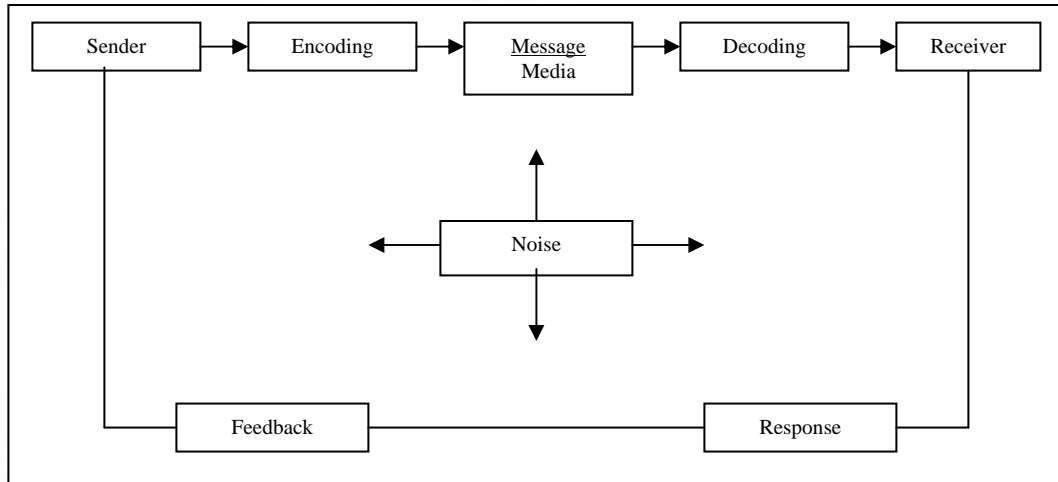 Sender
Encoding
Message
Media
Decoding
Receiver
Noise
Feedback
Response